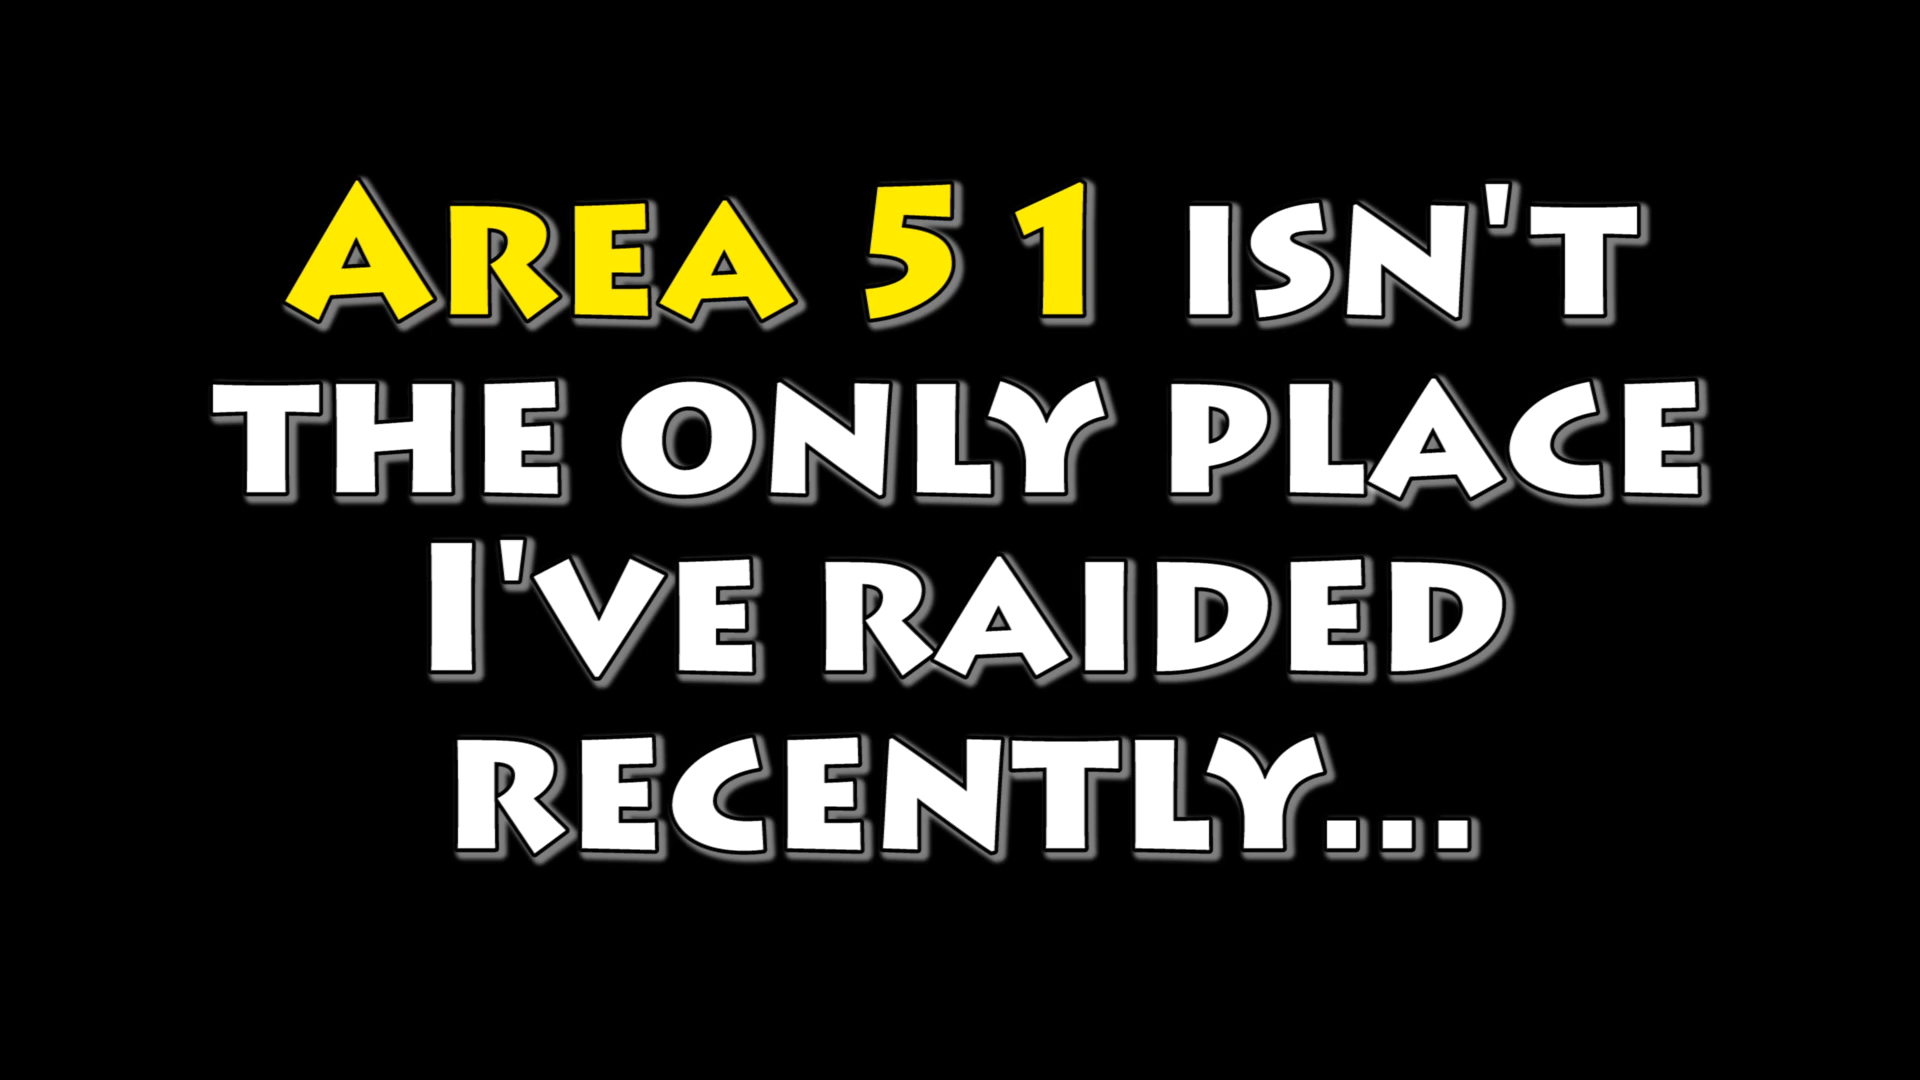 Area 51 isn't
the only place
I've raided
recently...